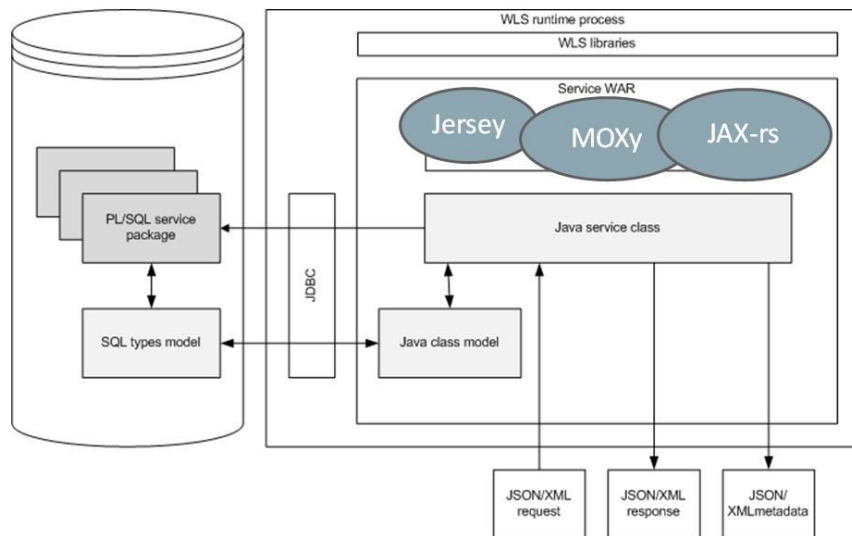 WLS runtime process
WLS libraries
Service WAR
Jersey
MOXy
JAX-rs
PL/SQL service
package
Java service class
JDBC
SQL types model
Java class model
JSON/XML
request
JSON/XML
response
JSON/
XMLmetadata